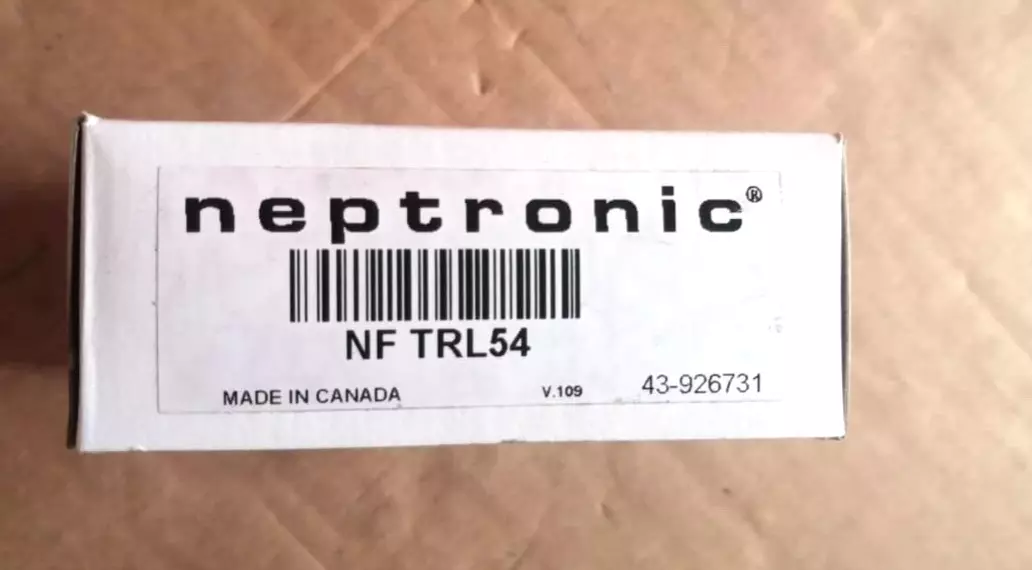 neptronic®
NF TRL54
MADE IN CANADA V.109 43-926731